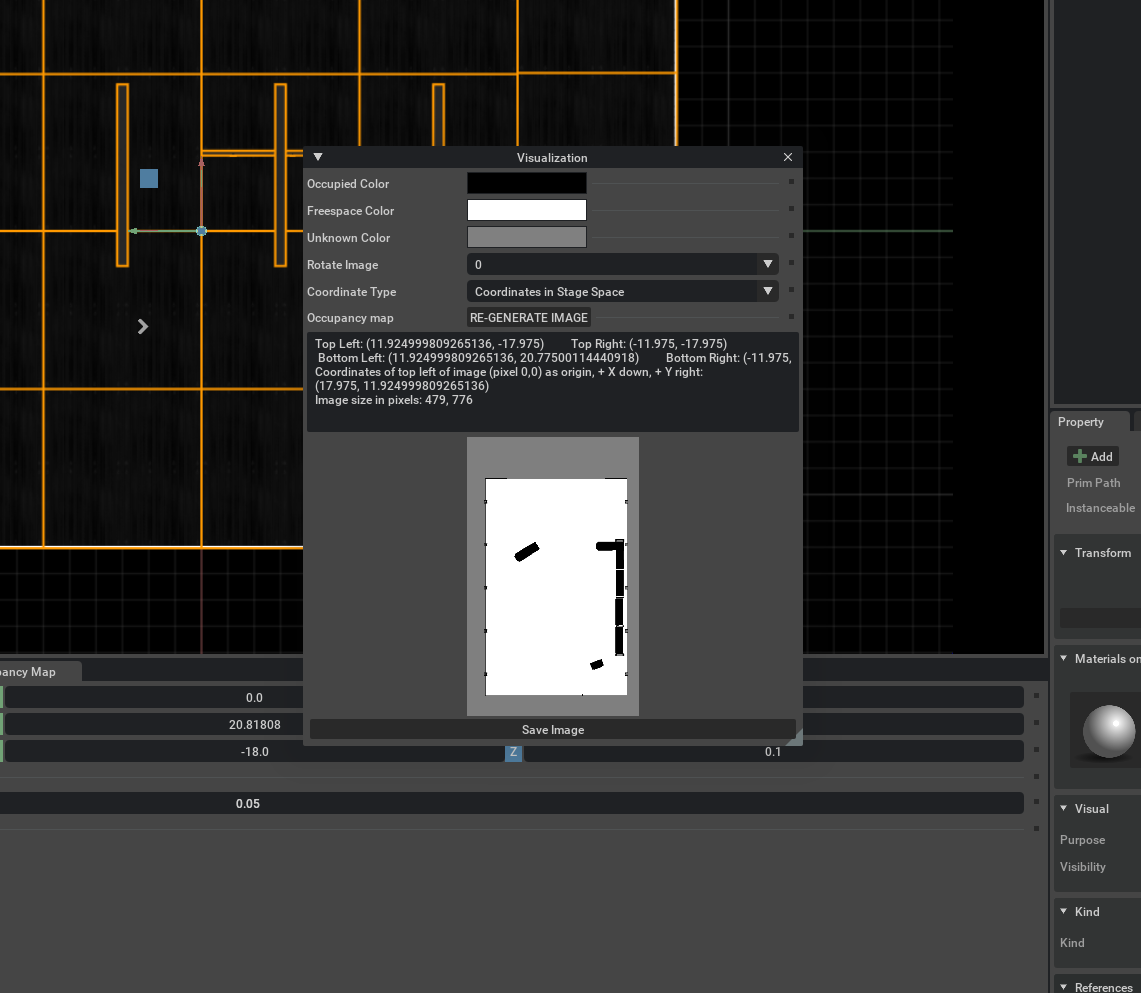 Visualization
Occupied Color
Freespace Color
Unknown Color
Rotate Image 0
Coordinate Type Coordinates in Stage Space
Occupancy map RE-GENERATE IMAGE
Top Left: (11.924999809265136, -17.975) Top Right: (-11.975, -17.975)
Bottom Left: (11.924999809265136, 20.77500114440918) Bottom Right: (-11.975,
Coordinates of top left of image (pixel 0,0) as origin, + X down, + Y right:
(17.975, 11.924999809265136)
Image size in pixels: 479, 776
Save Image
pancy Map
0.0
20.81808
-18.0 Z 0.1
0.05
Property
Add
Prim Path
Instanceable
Transform
Materials on
Visual
Purpose
Visibility
Kind
Kind
References